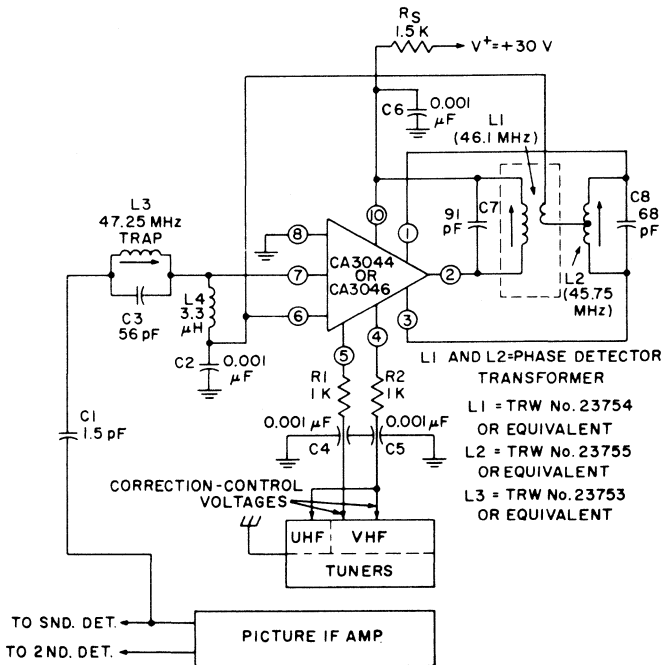 RS
1.5 K
V+ = +30 V
C6
0.001
μF
L1
(46.1 MHz)
L3
47.25 MHz
TRAP
C3
56 pF
L4
3.3
μH
C2
0.001
μF
8
7
6
10
1
CA3044
OR
CA3046
2
3
4
5
91
pF
C7
C8
68
pF
L2
(45.75
MHz)
R1
1 K
R2
1K
0.001 μF
0.001 μF
C4
C5
C1
1.5 pF
L1 AND L2=PHASE DETECTOR
TRANSFORMER
L1 = TRW No. 23754
OR EQUIVALENT
L2 = TRW No. 23755
OR EQUIVALENT
L3 = TRW No. 23753
OR EQUIVALENT
CORRECTION-CONTROL
VOLTAGES
UHF
VHF
TUNERS
TO SND. DET.
TO 2ND. DET.
PICTURE IF AMP.